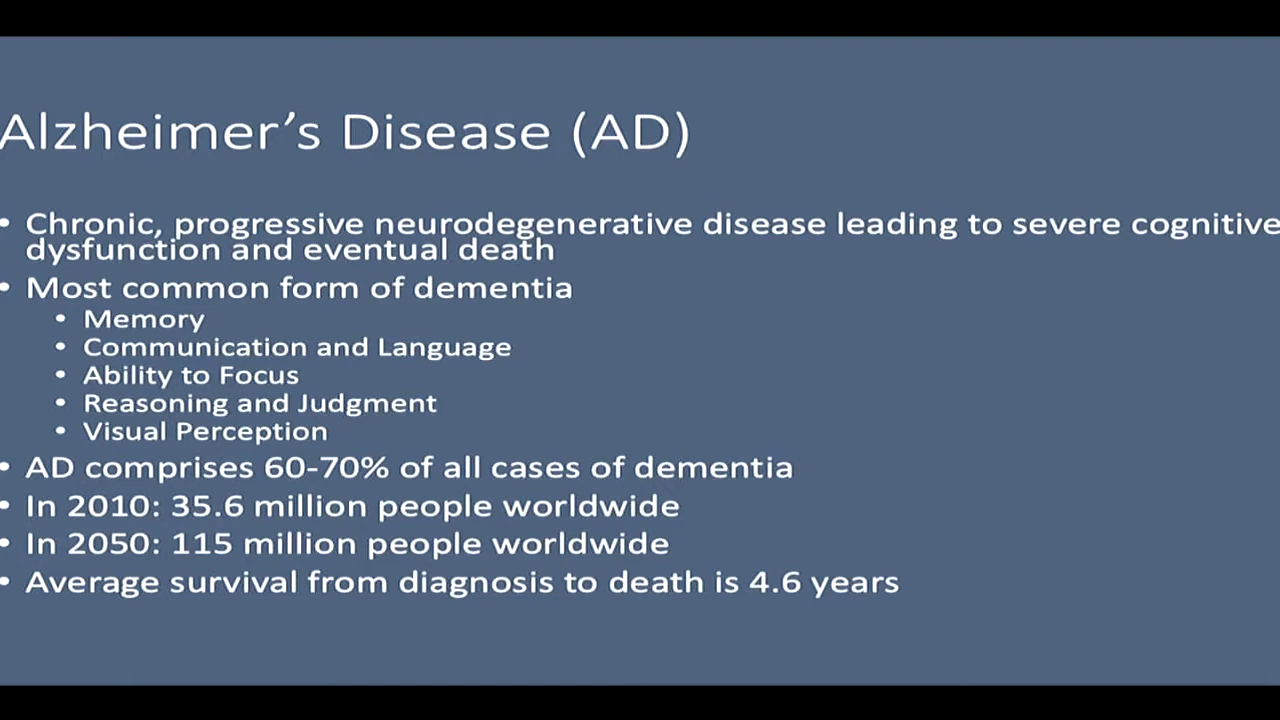 Alzheimer’s Disease (AD)
• Chronic, progressive neurodegenerative disease leading to severe cognitive
dysfunction and eventual death
• Most common form of dementia
• Memory
• Communication and Language
• Ability to Focus
• Reasoning and Judgment
• Visual Perception
• AD comprises 60-70% of all cases of dementia
• In 2010: 35.6 million people worldwide
• In 2050: 115 million people worldwide
• Average survival from diagnosis to death is 4.6 years